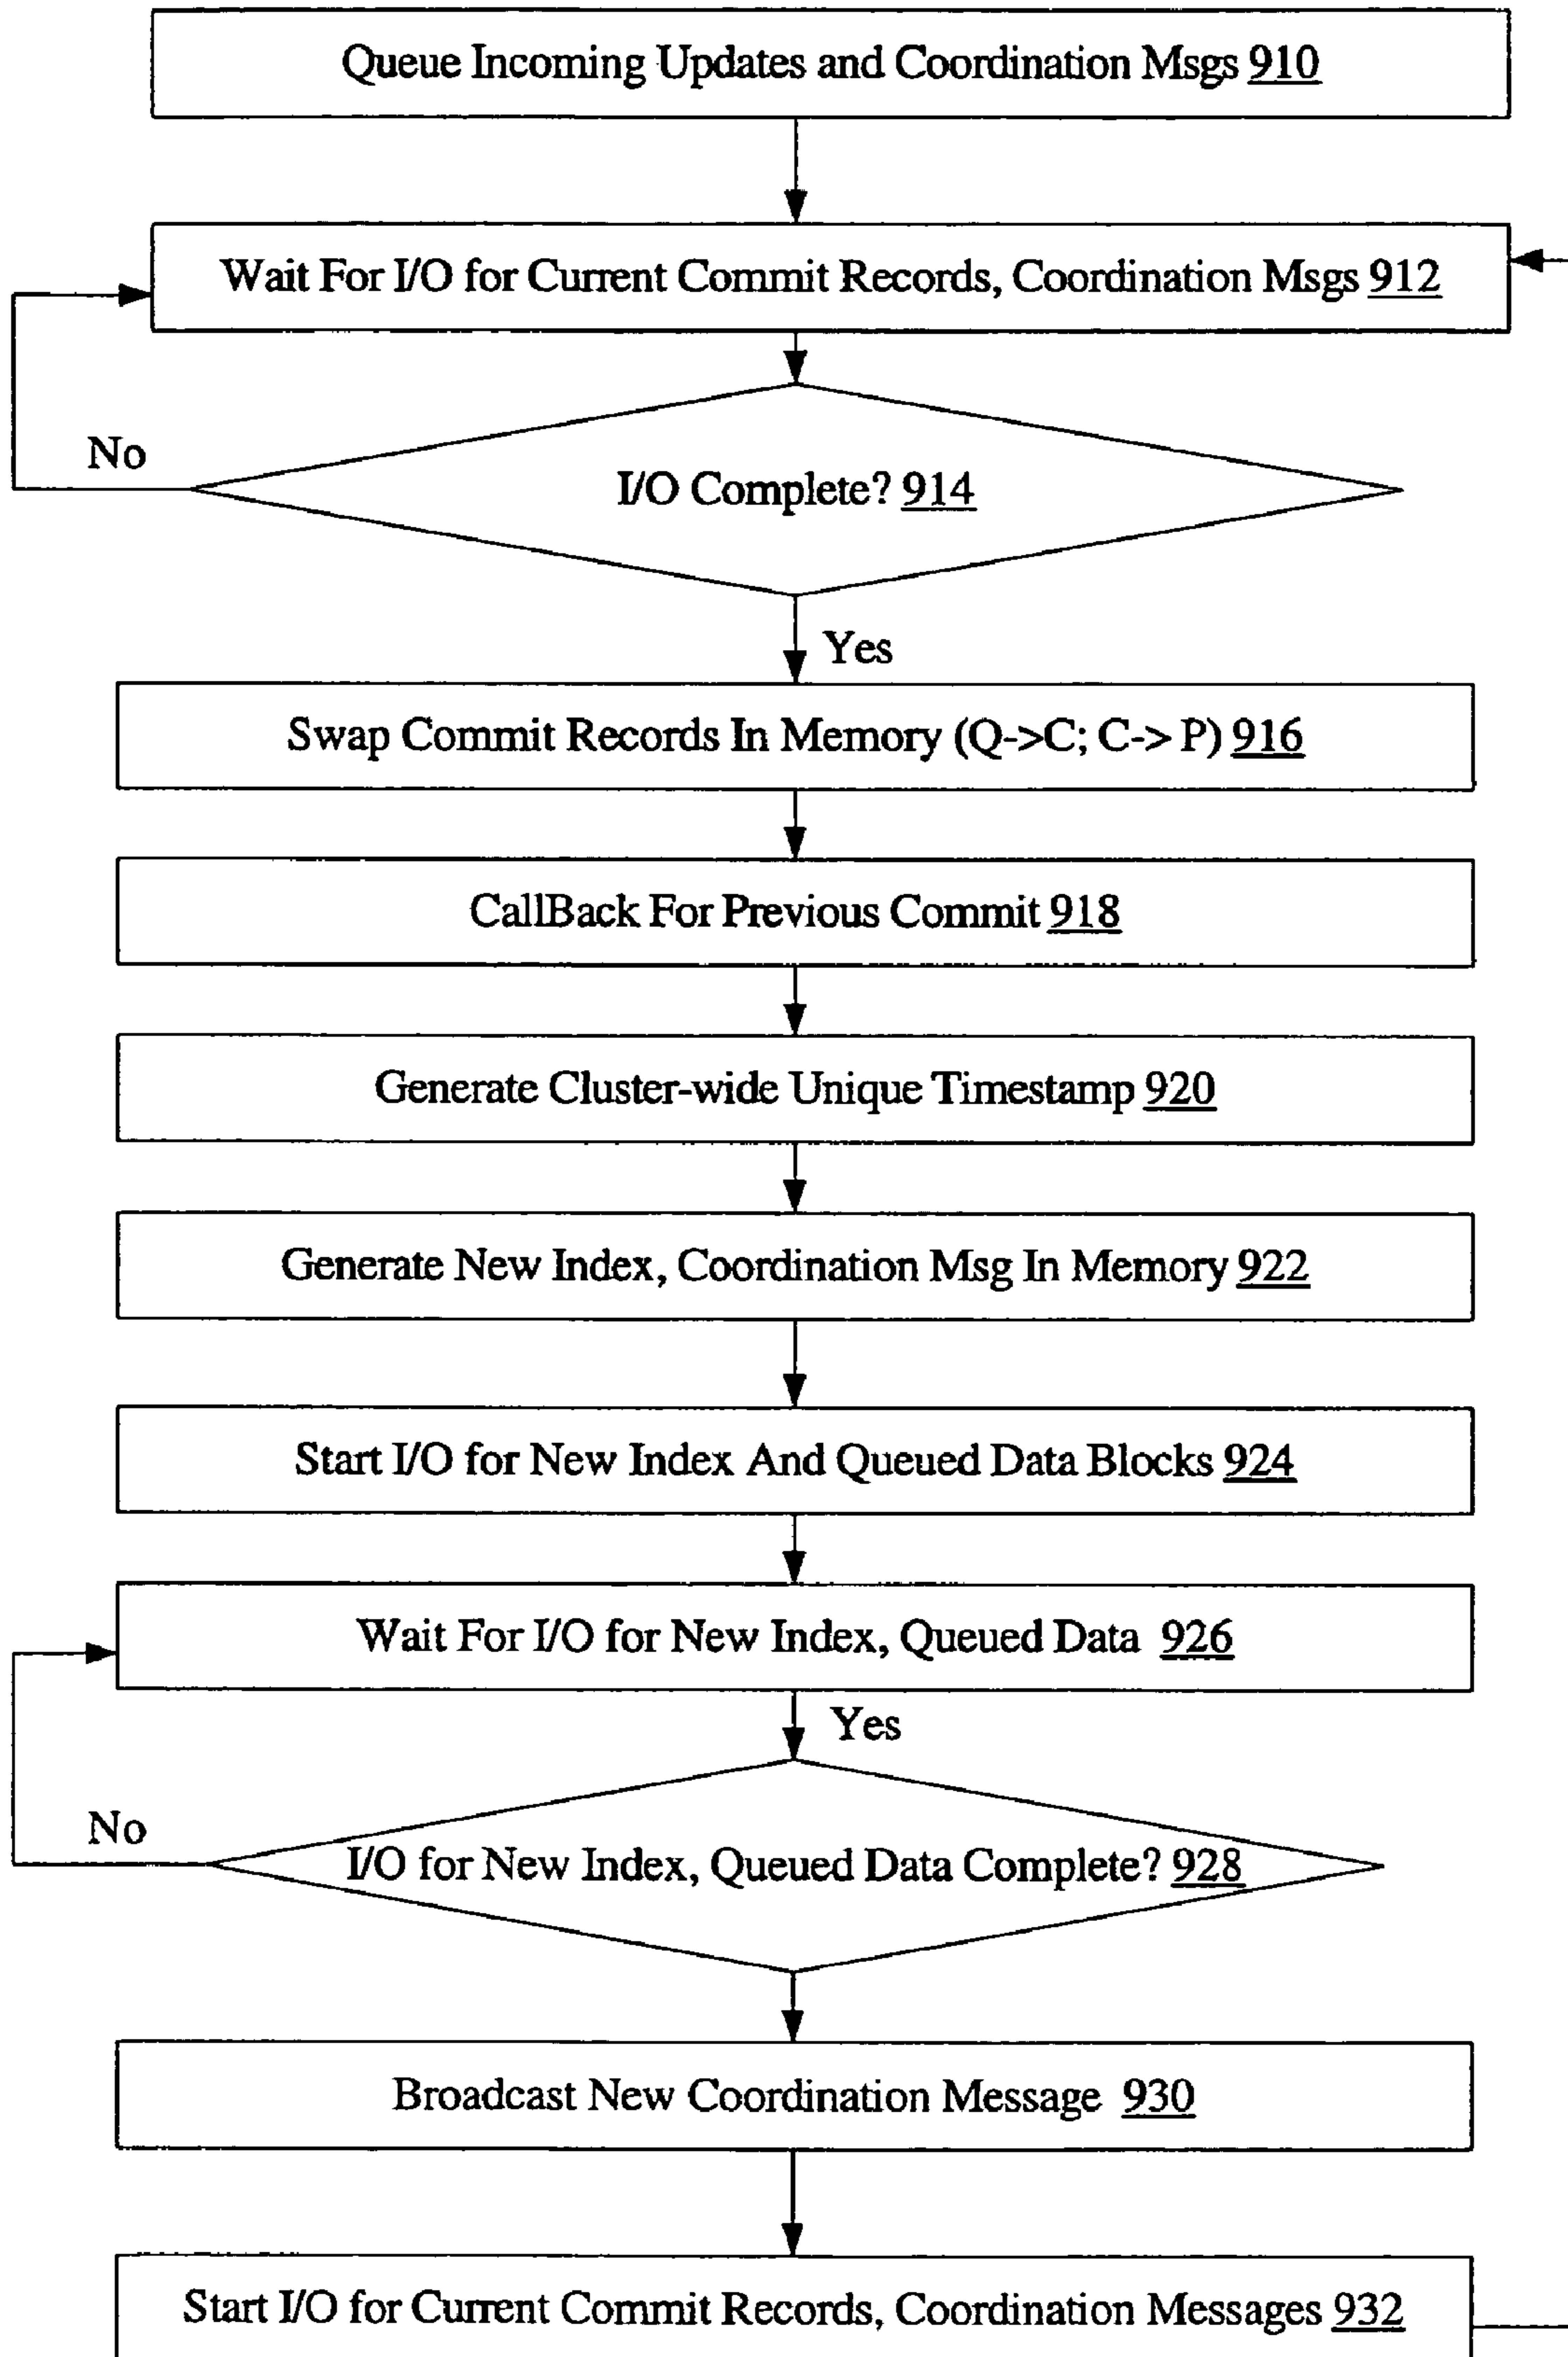 Queue Incoming Updates and Coordination Msgs 910
Wait For I/O for Current Commit Records, Coordination Msgs 912
No
I/O Complete? 914
Yes
Swap Commit Records In Memory (Q->C; C-> P) 916
CallBack For Previous Commit 918
Generate Cluster-wide Unique Timestamp 920
Generate New Index, Coordination Msg In Memory 922
Start I/O for New Index And Queued Data Blocks 924
Wait For I/O for New Index, Queued Data 926
Yes
No
I/O for New Index, Queued Data Complete? 928
Broadcast New Coordination Message 930
Start I/O for Current Commit Records, Coordination Messages 932